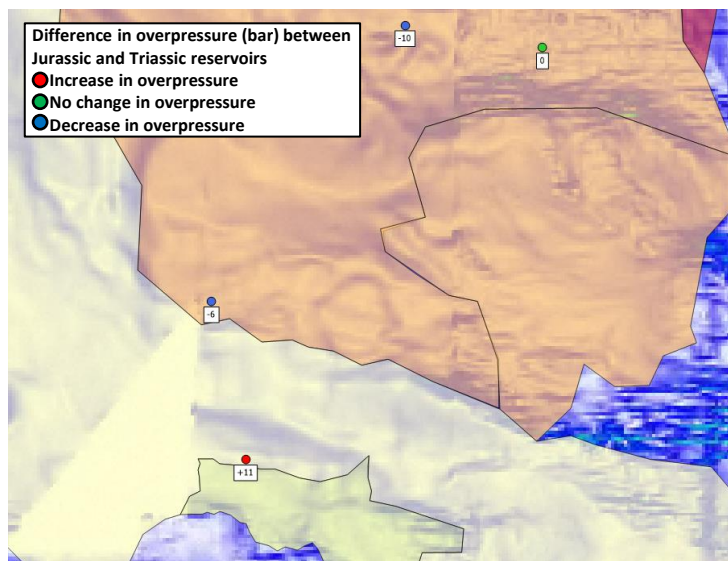 Difference in overpressure (bar) between
Jurassic and Triassic reservoirs
Increase in overpressure
No change in overpressure
Decrease in overpressure
-10
0
-6
+11